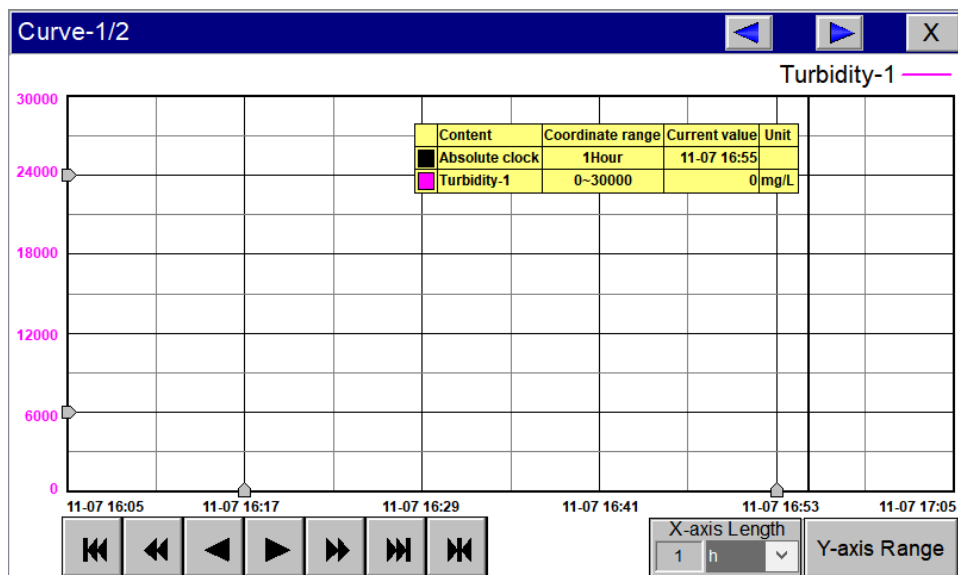 Curve-1/2 X
Turbidity-1
30000
Content Coordinate range Current value Unit
Absolute clock 1Hour 11-07 16:55
Turbidity-1 0~30000 0 mg/L
24000
18000
12000
6000
0
11-07 16:05 11-07 16:17 11-07 16:29 11-07 16:41 11-07 16:53 11-07 17:05
X-axis Length
1 h
Y-axis Range